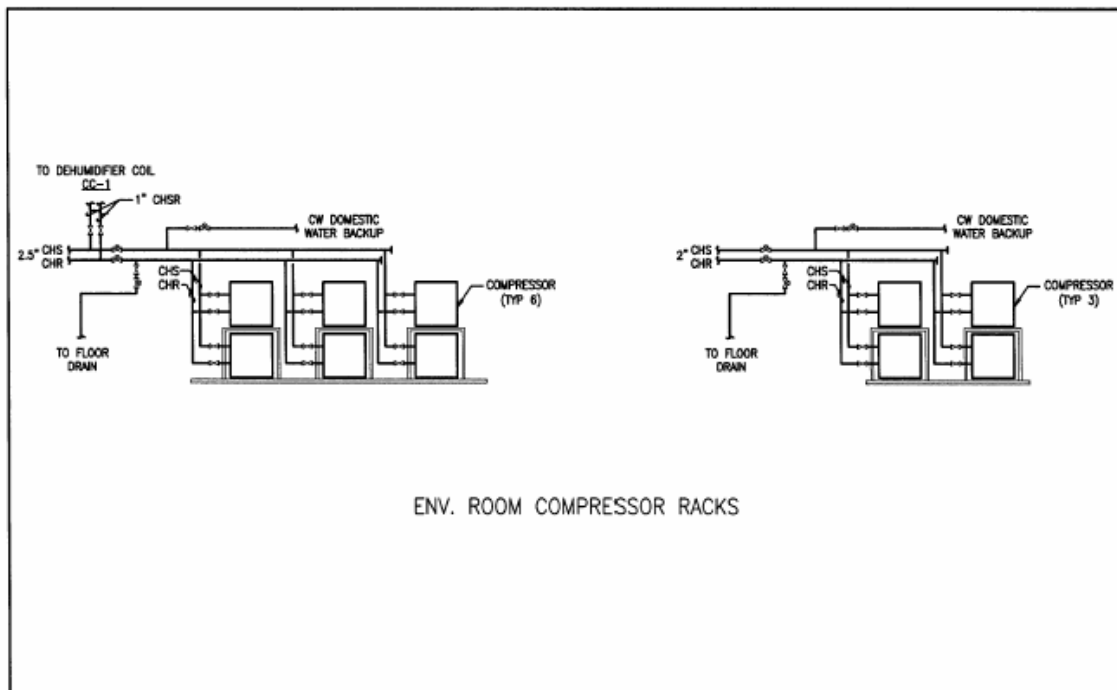 TO DEHUMIDIFIER COIL
CC-1
1" CHSR
CW DOMESTIC
WATER BACKUP
2.5" CHS
CHR
CHS
CHR
COMPRESSOR
(TYP 6)
TO FLOOR
DRAIN
CW DOMESTIC
WATER BACKUP
2" CHS
CHR
CHS
CHR
COMPRESSOR
(TYP 3)
TO FLOOR
DRAIN
ENV. ROOM COMPRESSOR RACKS